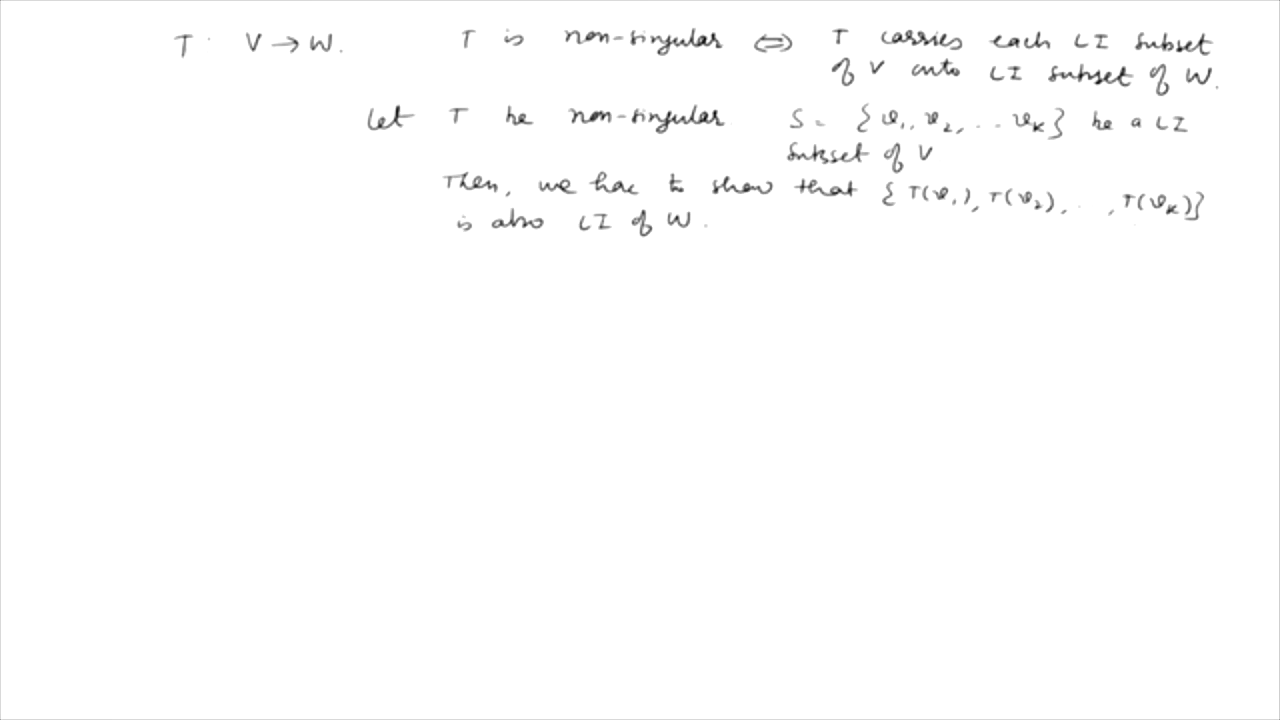 T: V → W. T is non-singular ⇔ T carries each LI subset
of V onto LI subset of W.
Let T be non-singular S = {v₁, v₂, ... vₖ} be a LI
subset of V
Then, we hac to show that {T(v₁), T(v₂), . . , T(vₖ)}
is also LI of W.